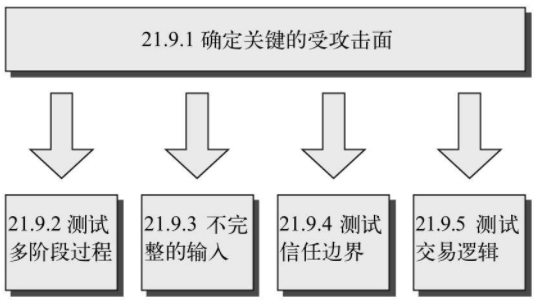 21.9.1 确定关键的受攻击面
21.9.2 测试
多阶段过程
21.9.3 不完
整的输入
21.9.4 测试
信任边界
21.9.5 测试
交易逻辑